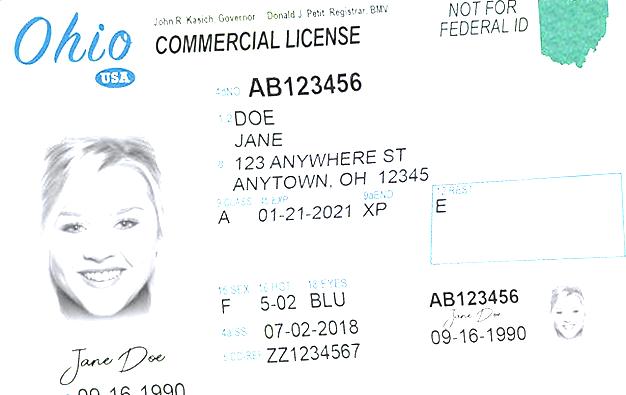 Ohio
USA
John R. Kasich, Governor Donald J. Petit, Registrar, BMV
COMMERCIAL LICENSE
NOT FOR
FEDERAL ID
4d NO AB123456
1,2 DOE
JANE
8 123 ANYWHERE ST
ANYTOWN, OH 12345
9 CLASS 4b EXP 9a END
A 01-21-2021 XP
12 REST
E
15 SEX 16 HGT 18 EYES
F 5-02 BLU
4a ISS 07-02-2018
5 DD-REF ZZ1234567
Jane Doe
09-16-1990
AB123456
Jane Doe
09-16-1990